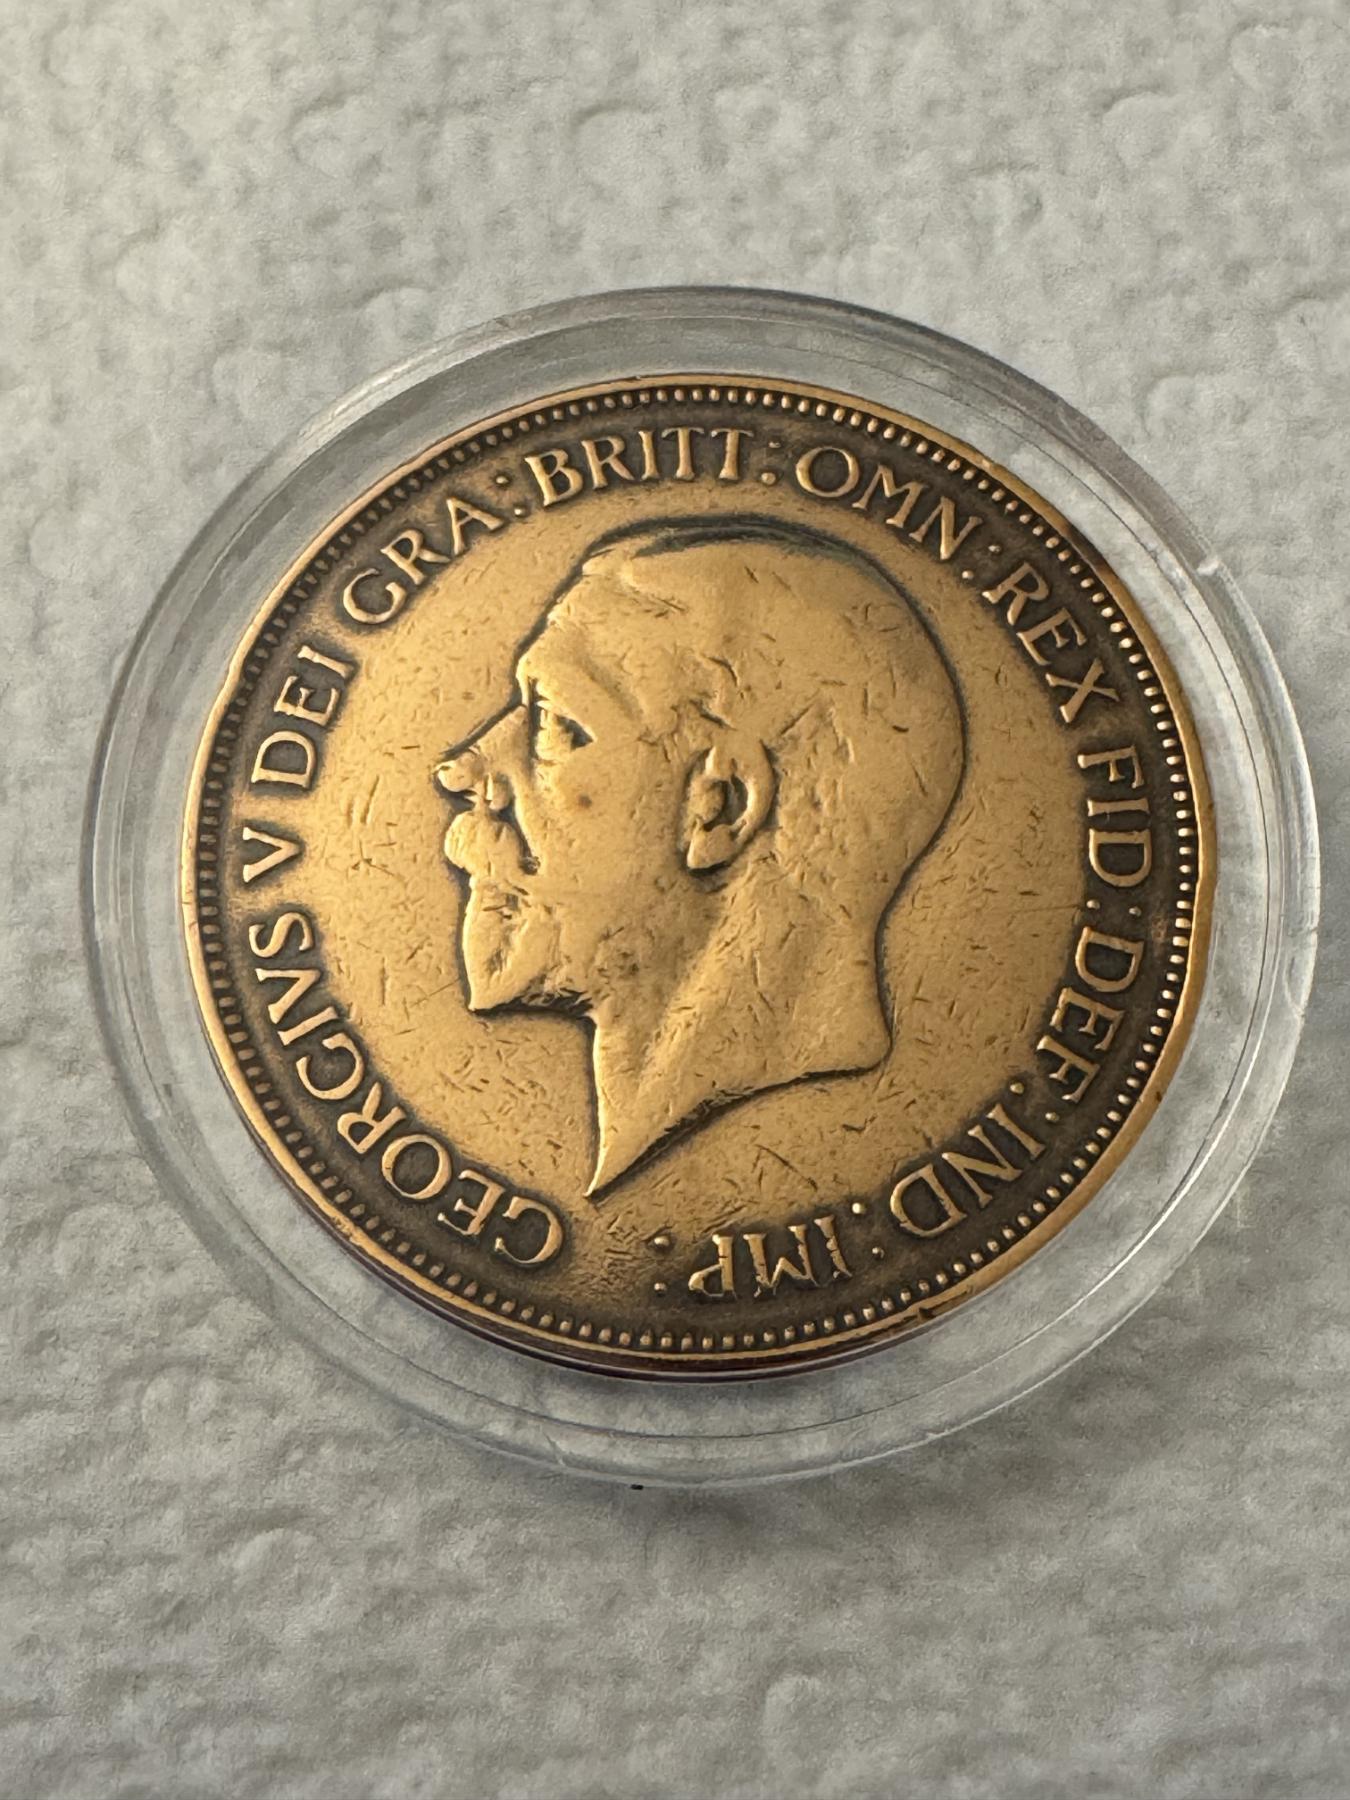 GEORGIVS V DEI GRA: BRITT: OMN: REX FID: DEF: IND: IMP: